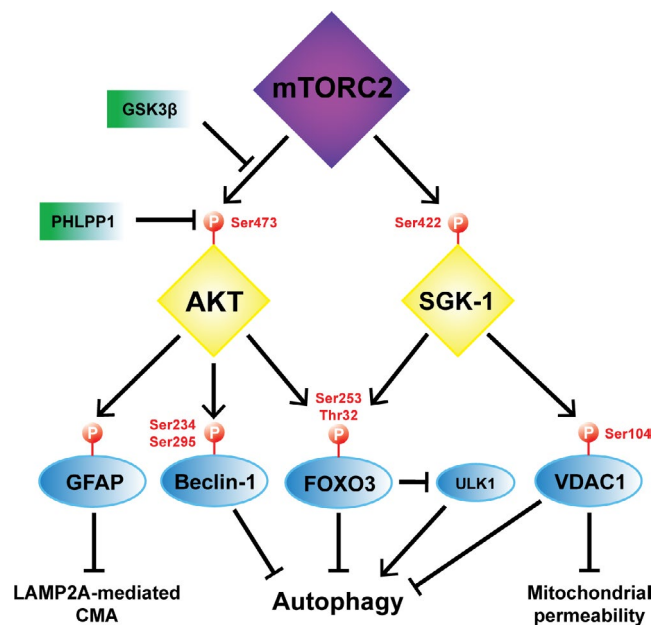 mTORC2
GSK3β
PHLPP1
P
Ser473
Ser422
P
AKT
SGK-1
Ser253
Thr32
Ser234
Ser295
P
P
P
P
Ser104
GFAP
Beclin-1
FOXO3
ULK1
VDAC1
LAMP2A-mediated
CMA
Autophagy
Mitochondrial
permeability